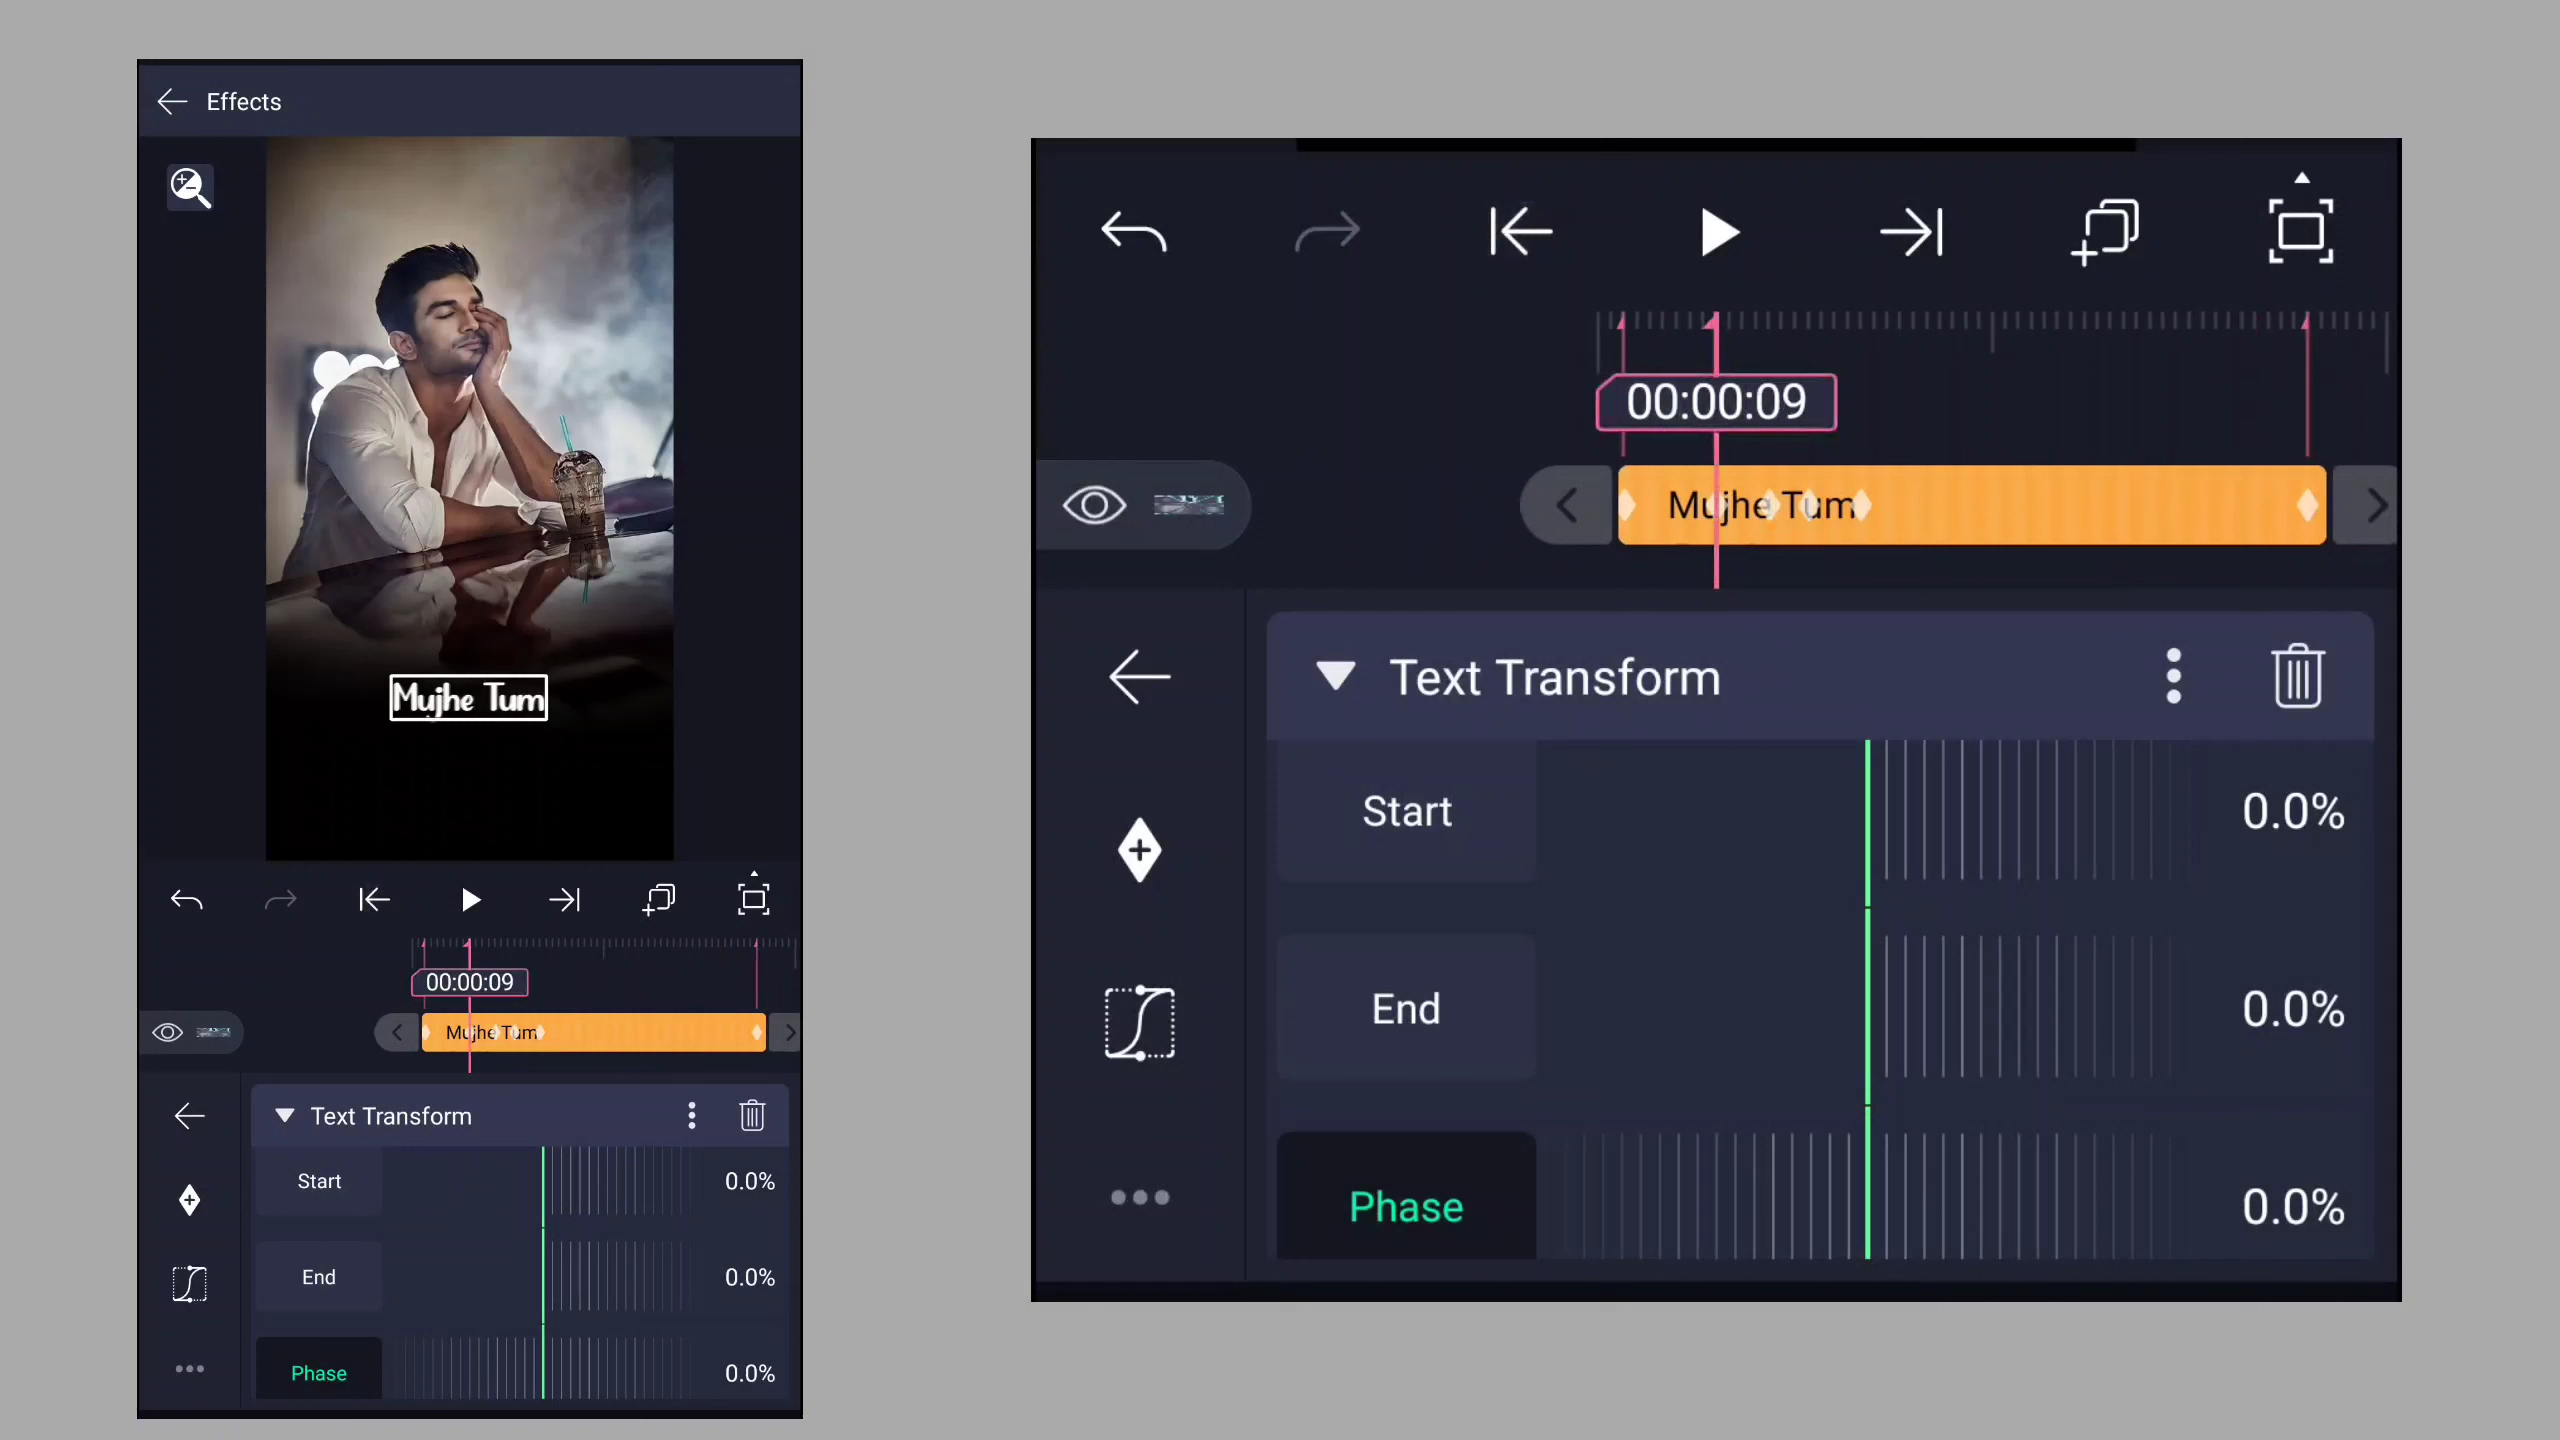 Effects
Mujhe Tum
00:00:09
Mujhe Tum
Text Transform
Start
0.0%
End
0.0%
Phase
0.0%
00:00:09
Mujhe Tum
Text Transform
Start
0.0%
End
0.0%
Phase
0.0%